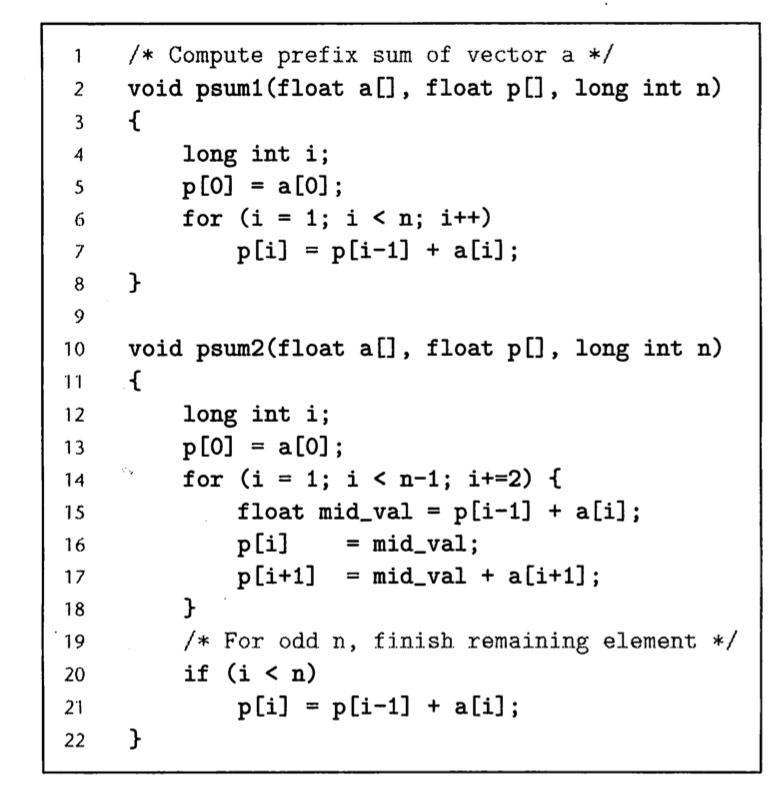 1 /* Compute prefix sum of vector a */
2 void psum1(float a[], float p[], long int n)
3 {
4     long int i;
5     p[0] = a[0];
6     for (i = 1; i < n; i++)
7         p[i] = p[i-1] + a[i];
8 }
9
10 void psum2(float a[], float p[], long int n)
11 {
12     long int i;
13     p[0] = a[0];
14     for (i = 1; i < n-1; i+=2) {
15         float mid_val = p[i-1] + a[i];
16         p[i]    = mid_val;
17         p[i+1]  = mid_val + a[i+1];
18     }
19     /* For odd n, finish remaining element */
20     if (i < n)
21         p[i] = p[i-1] + a[i];
22 }